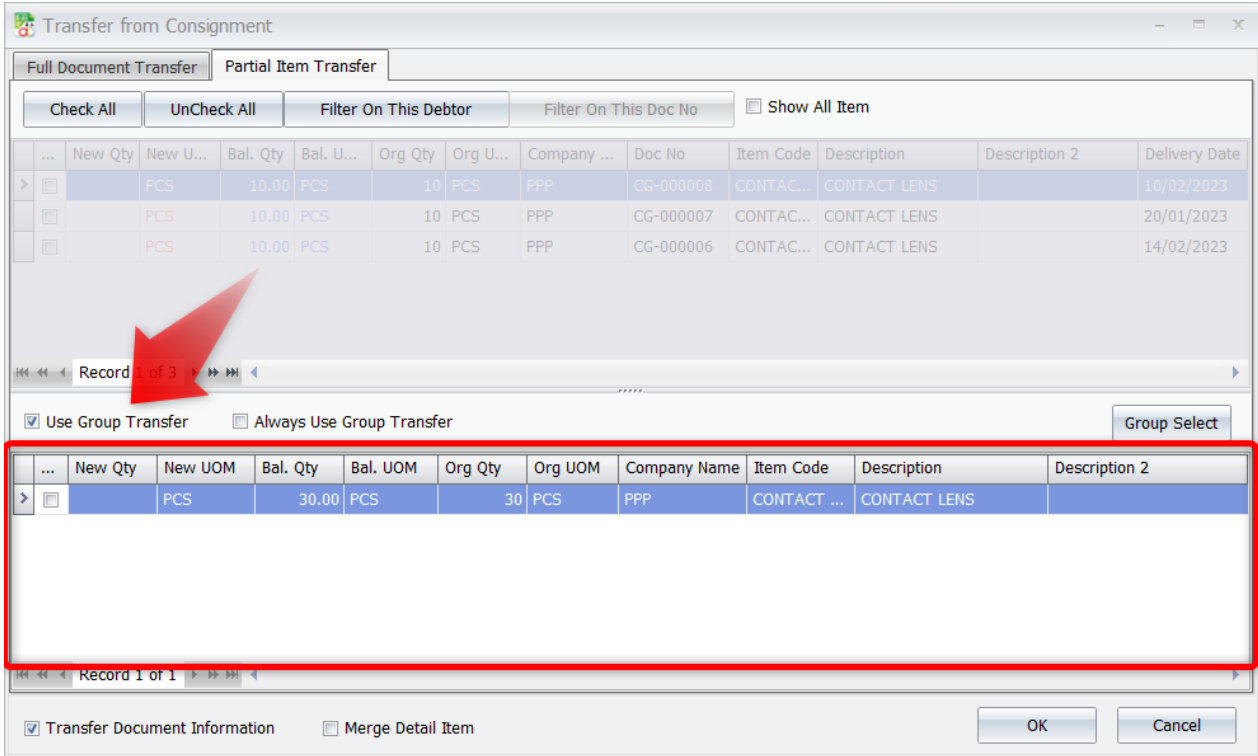 Transfer from Consignment
Full Document Transfer Partial Item Transfer
Check All UnCheck All Filter On This Debtor Filter On This Doc No Show All Item
... New Qty New U... Bal. Qty Bal. U... Org Qty Org U... Company ... Doc No Item Code Description Description 2 Delivery Date
PCS 10.00 PCS 10 PCS PPP CG-000008 CONTAC... CONTACT LENS 10/02/2023
PCS 10.00 PCS 10 PCS PPP CG-000007 CONTAC... CONTACT LENS 20/01/2023
PCS 10.00 PCS 10 PCS PPP CG-000006 CONTAC... CONTACT LENS 14/02/2023
Record 1 of 3
Use Group Transfer Always Use Group Transfer Group Select
... New Qty New UOM Bal. Qty Bal. UOM Org Qty Org UOM Company Name Item Code Description Description 2
PCS 30.00 PCS 30 PCS PPP CONTACT ... CONTACT LENS
Record 1 of 1
Transfer Document Information Merge Detail Item OK Cancel